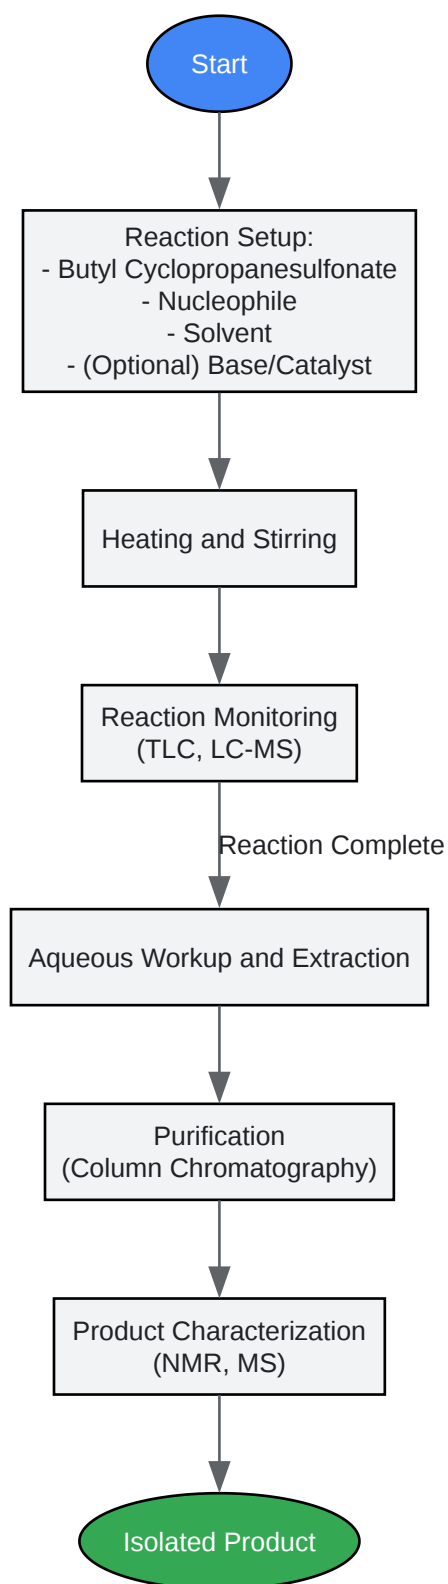 Start
Reaction Setup:
- Butyl Cyclopropanesulfonate
- Nucleophile
- Solvent
- (Optional) Base/Catalyst
Heating and Stirring
Reaction Monitoring
(TLC, LC-MS)
Reaction Complete
Aqueous Workup and Extraction
Purification
(Column Chromatography)
Product Characterization
(NMR, MS)
Isolated Product